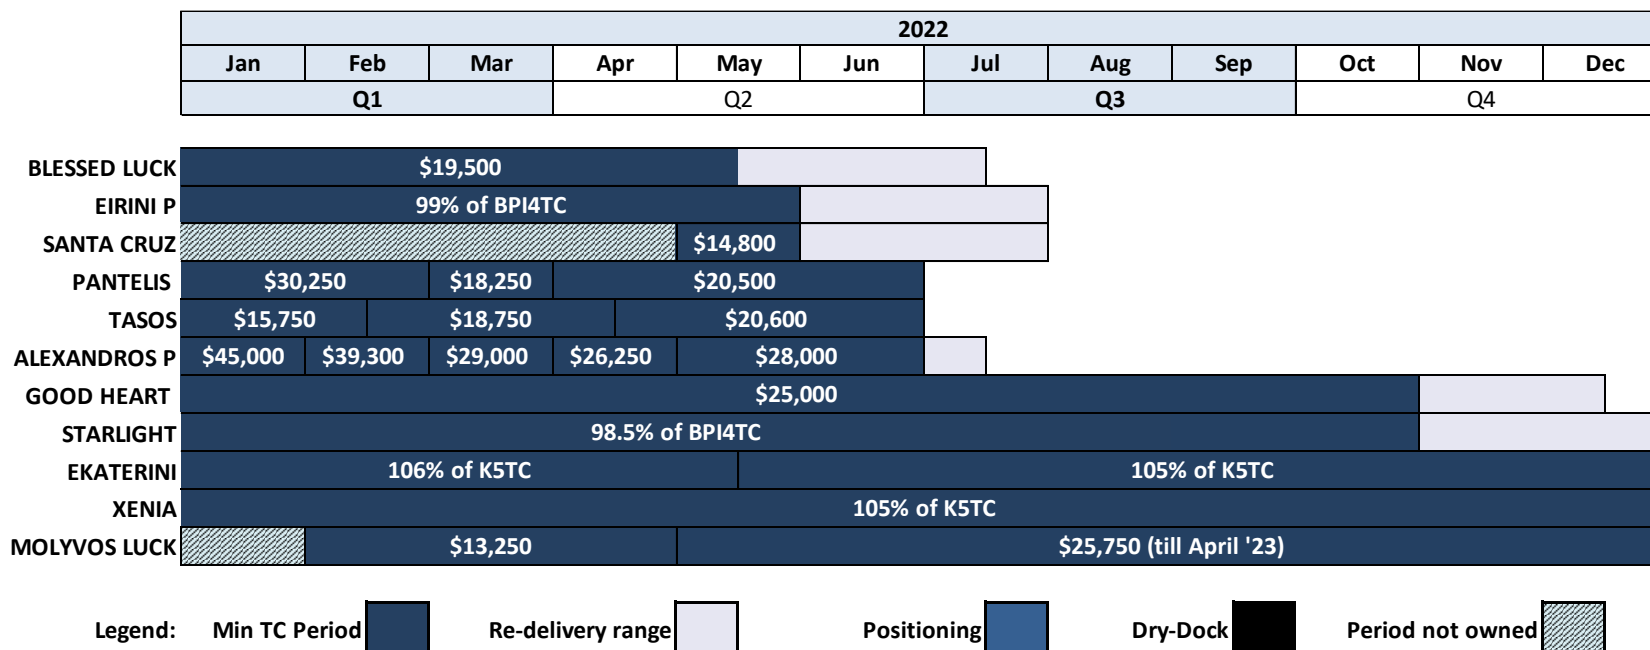 2022
Jan Feb Mar Apr May Jun Jul Aug Sep Oct Nov Dec
Q1 Q2 Q3 Q4
BLESSED LUCK $19,500
EIRINI P 99% of BPI4TC
SANTA CRUZ $14,800
PANTELIS $30,250 $18,250 $20,500
TASOS $15,750 $18,750 $20,600
ALEXANDROS P $45,000 $39,300 $29,000 $26,250 $28,000
GOOD HEART $25,000
STARLIGHT 98.5% of BPI4TC
EKATERINI 106% of K5TC 105% of K5TC
XENIA 105% of K5TC
MOLYVOS LUCK $13,250 $25,750 (till April '23)
Legend: Min TC Period Re-delivery range Positioning Dry-Dock Period not owned